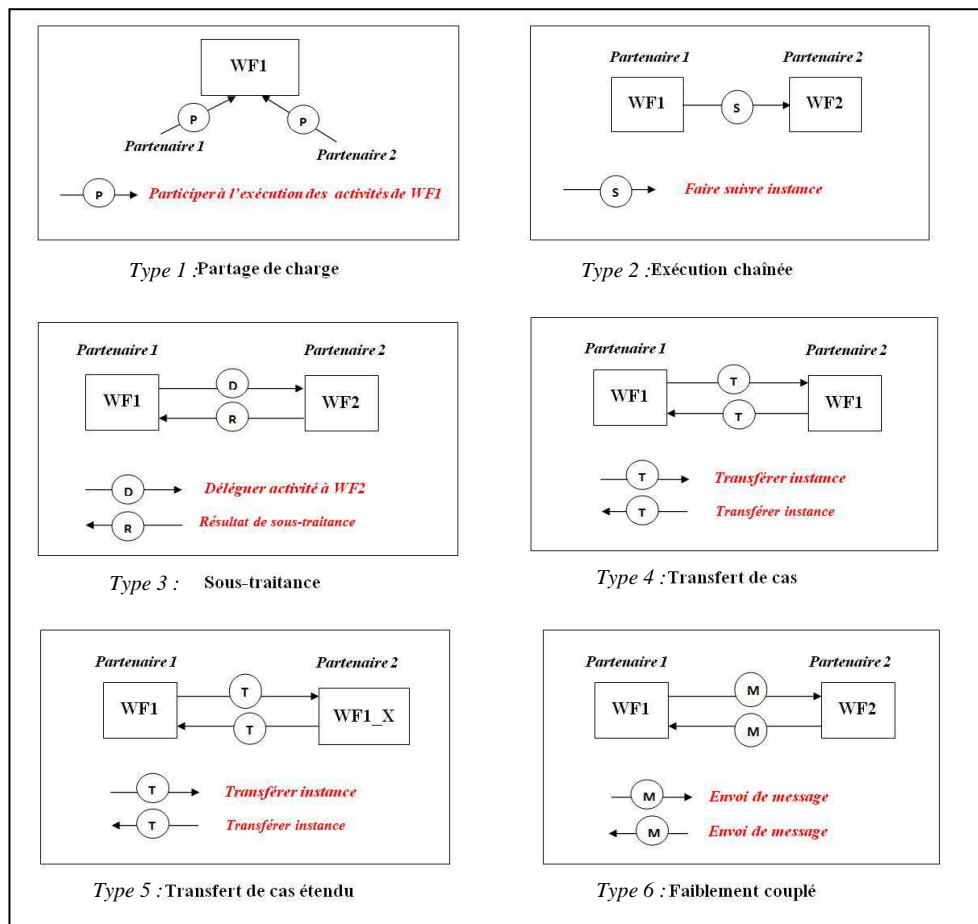 WF1
P
P
Partenaire 1
Partenaire 2
P
Participer à l'exécution des activités de WF1
Type 1 : Partage de charge
Partenaire 1
Partenaire 2
WF1
S
WF2
S
Faire suivre instance
Type 2 : Exécution chaînée
Partenaire 1
Partenaire 2
WF1
D
R
WF2
D
Déléguer activité à WF2
R
Résultat de sous-traitance
Type 3 : Sous-traitance
Partenaire 1
Partenaire 2
WF1
T
T
WF1
T
Transférer instance
T
Transférer instance
Type 4 : Transfert de cas
Partenaire 1
Partenaire 2
WF1
T
T
WF1_X
T
Transférer instance
T
Transférer instance
Type 5 : Transfert de cas étendu
Partenaire 1
Partenaire 2
WF1
M
M
WF2
M
Envoi de message
M
Envoi de message
Type 6 : Faiblement couplé